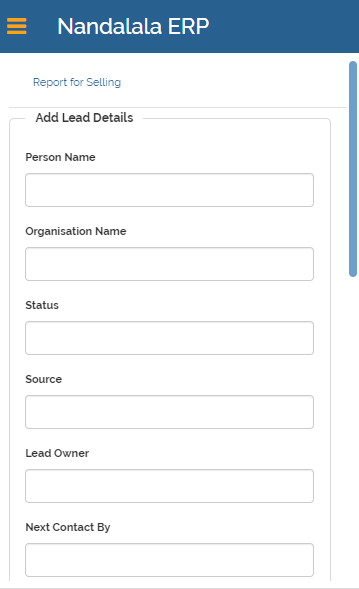 Nandalala ERP
Report for Selling
Add Lead Details
Person Name
Organisation Name
Status
Source
Lead Owner
Next Contact By